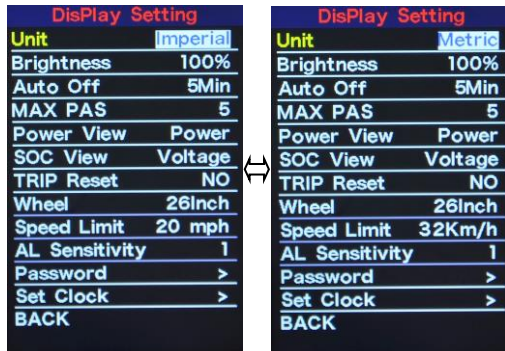 DisPlay Setting
Unit Imperial
Brightness 100%
Auto Off 5Min
MAX PAS 5
Power View Power
SOC View Voltage
TRIP Reset NO
Wheel 26Inch
Speed Limit 20 mph
AL Sensitivity 1
Password >
Set Clock >
BACK
DisPlay Setting
Unit Metric
Brightness 100%
Auto Off 5Min
MAX PAS 5
Power View Power
SOC View Voltage
TRIP Reset NO
Wheel 26Inch
Speed Limit 32Km/h
AL Sensitivity 1
Password >
Set Clock >
BACK